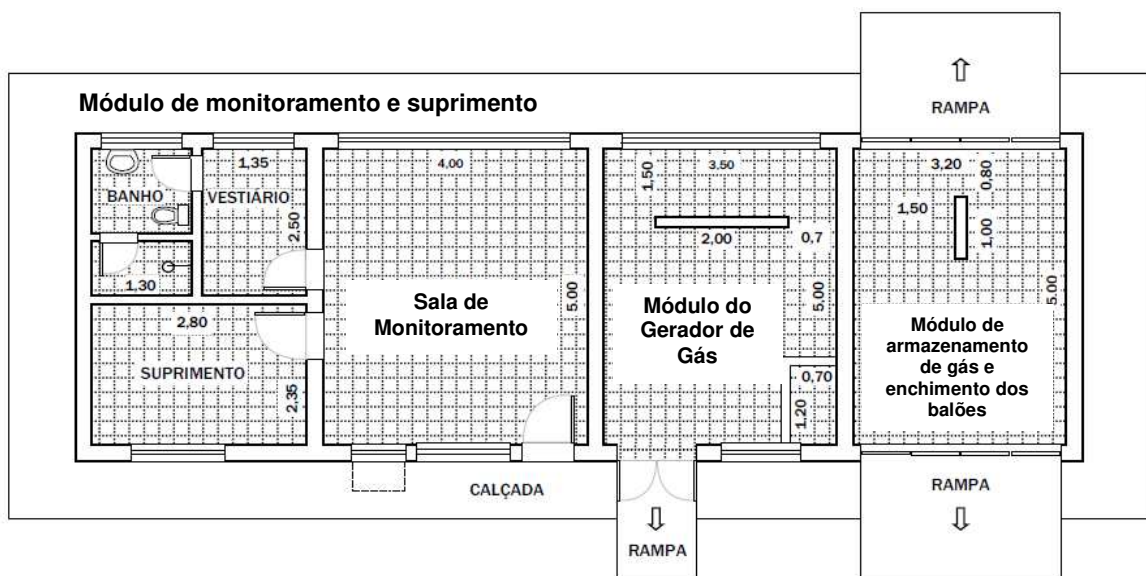 RAMPA
Módulo de monitoramento e suprimento
BANHO
1,35
VESTIÁRIO
2,50
1,30
2,80
SUPRIMENTO
2,35
4,00
5,00
Sala de
Monitoramento
3.50
1,50
2,00
0,7
5,00
Módulo do
Gerador de
Gás
0,70
1,20
3,20
0,80
1,50
1,00
5,00
Módulo de
armazenamento
de gás e
enchimento dos
balões
CALÇADA
RAMPA
RAMPA